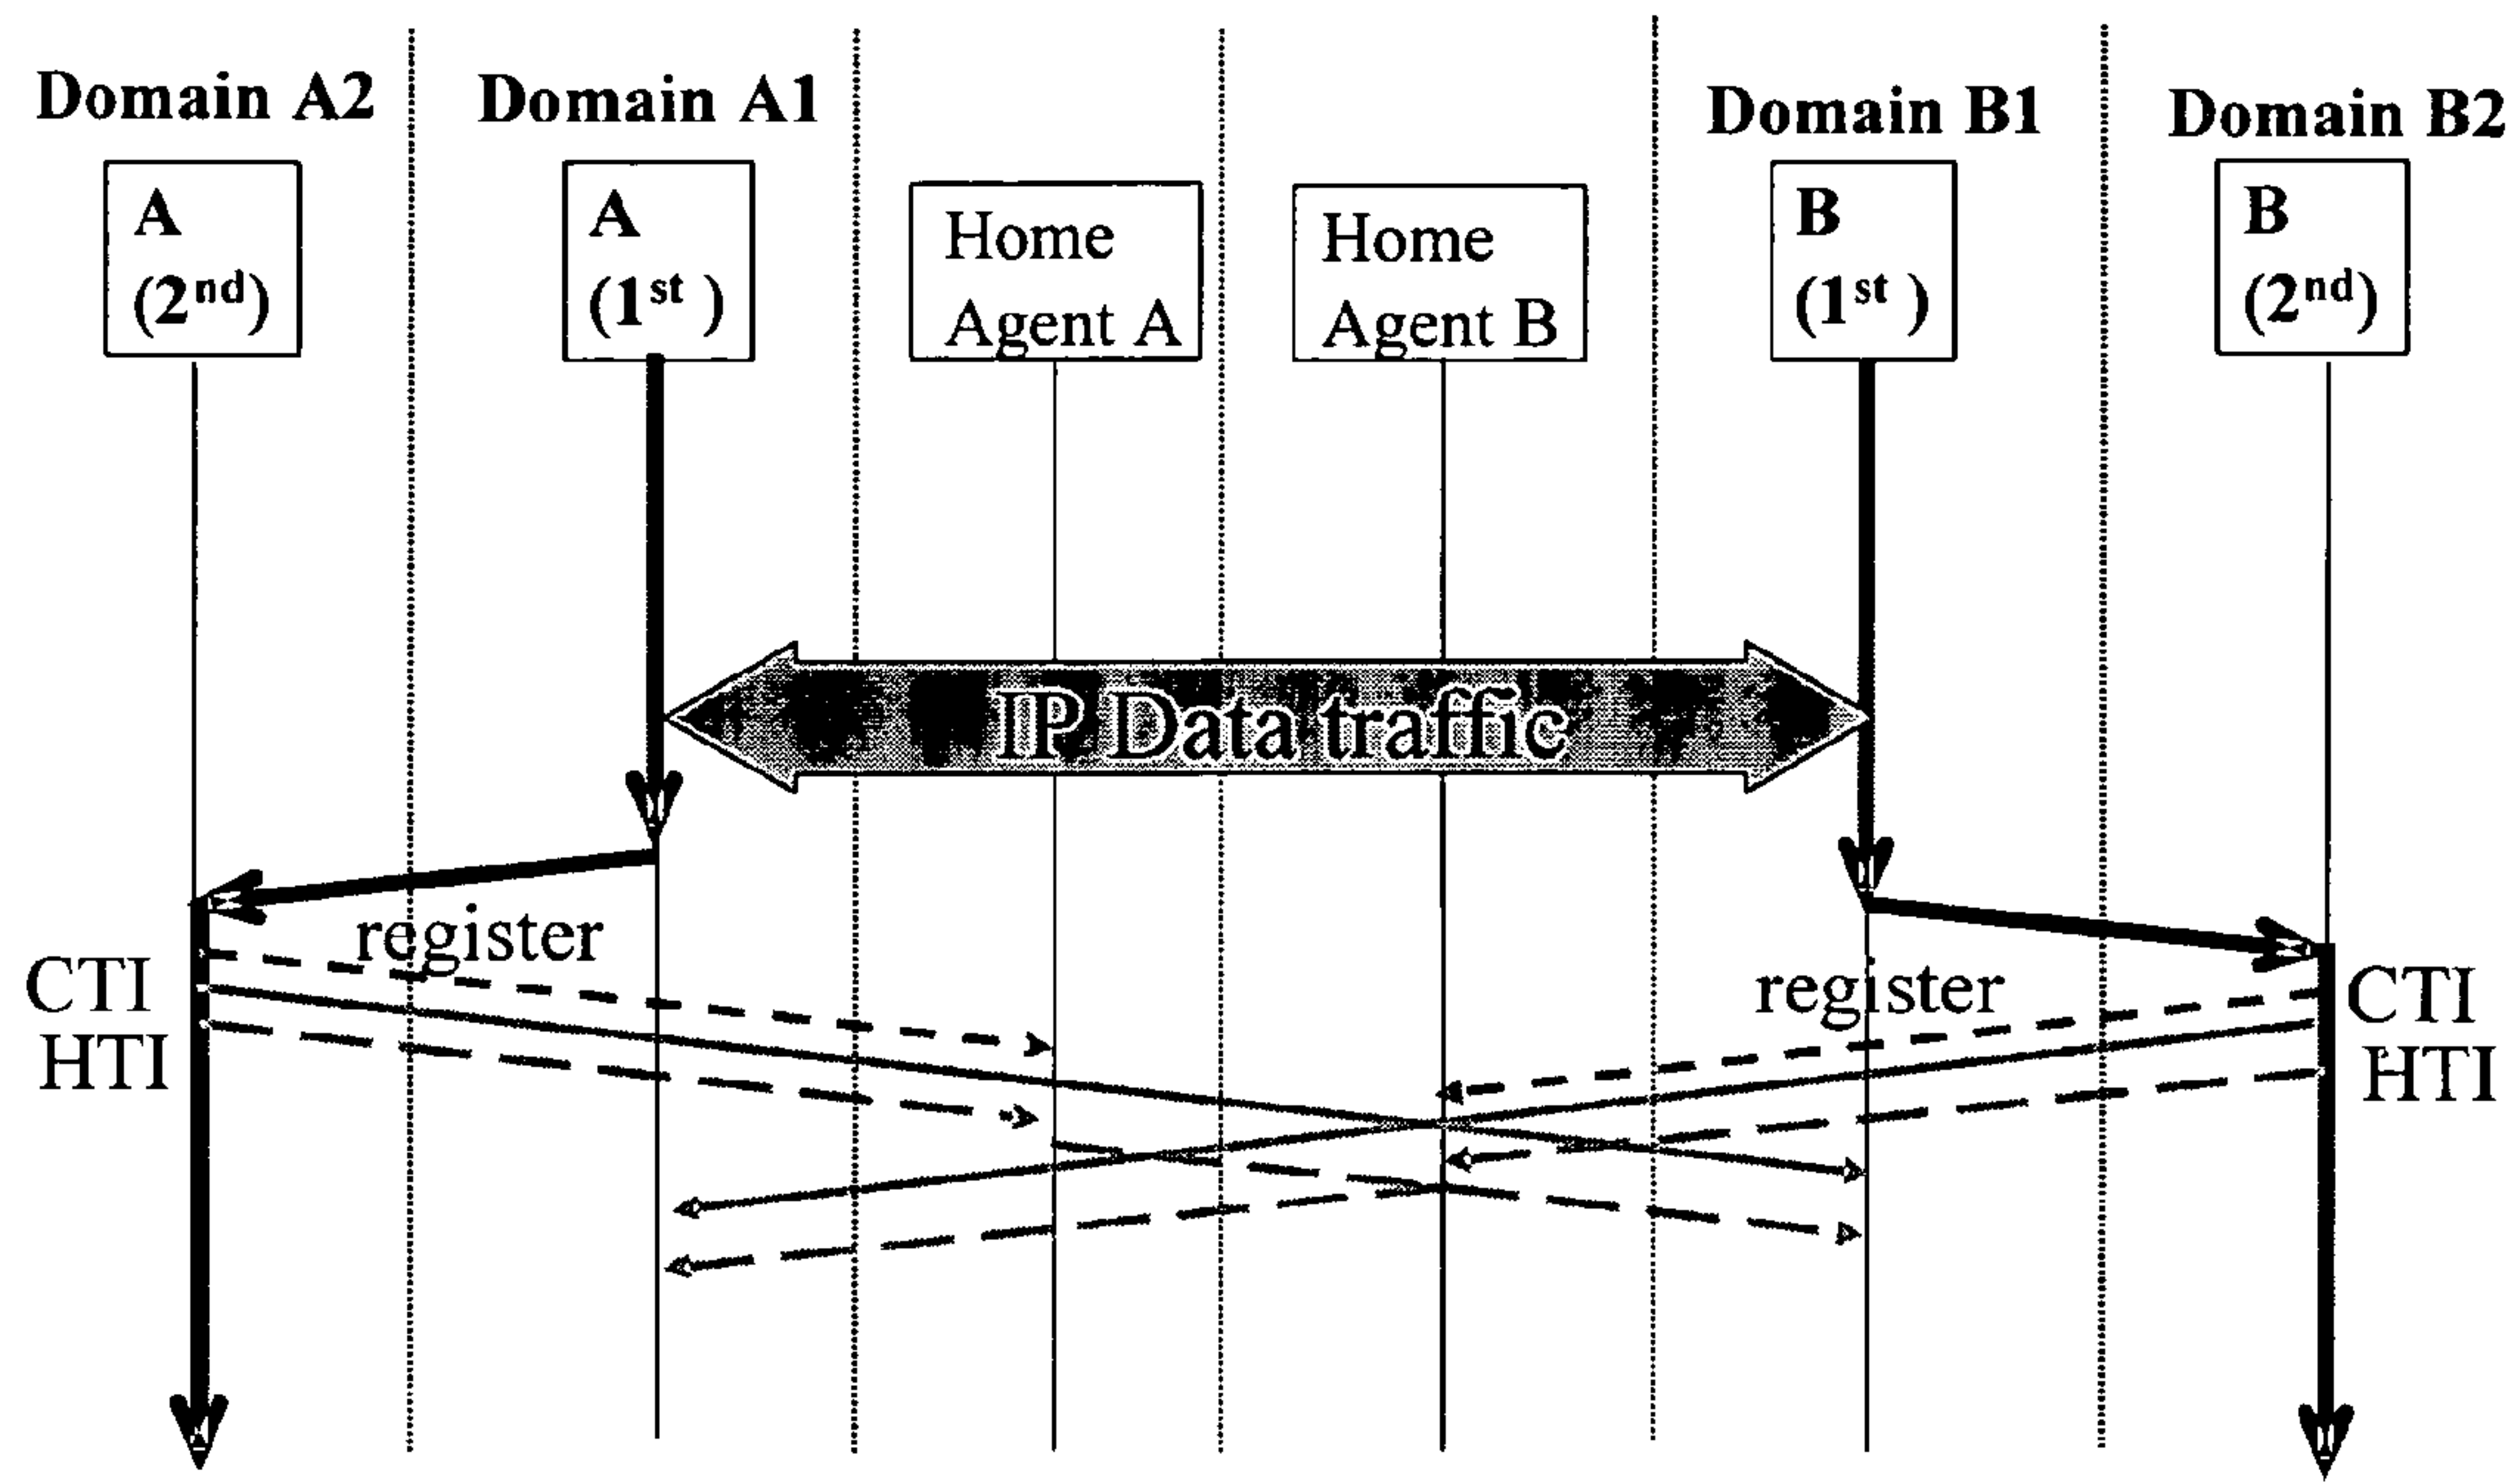 Domain A2
Domain A1
Domain B1
Domain B2
A
(2nd)
A
(1st )
Home
Agent A
Home
Agent B
B
(1st )
B
(2nd)
IP Data traffic
register
CTI
HTI
register
CTI
HTI